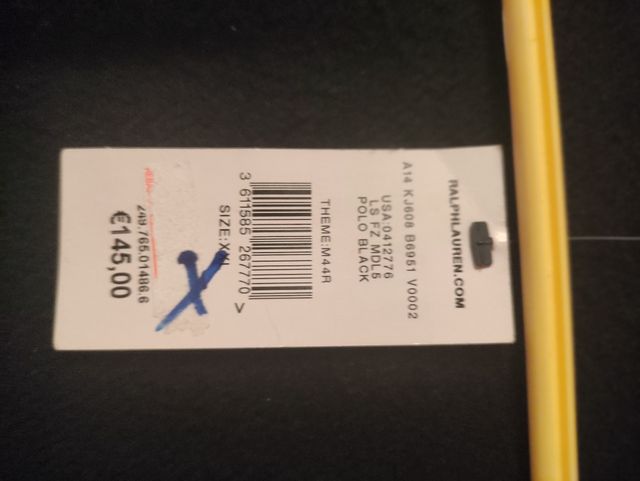 RALPHLAUREN.COM
A14 KJ608 B6951 V0002
USA:0412776
LS FZ MDL5
POLO BLACK
THEME:M44R
3 611585 267770 >
SIZE:XXL
X
249.765.01486.6
€145,00